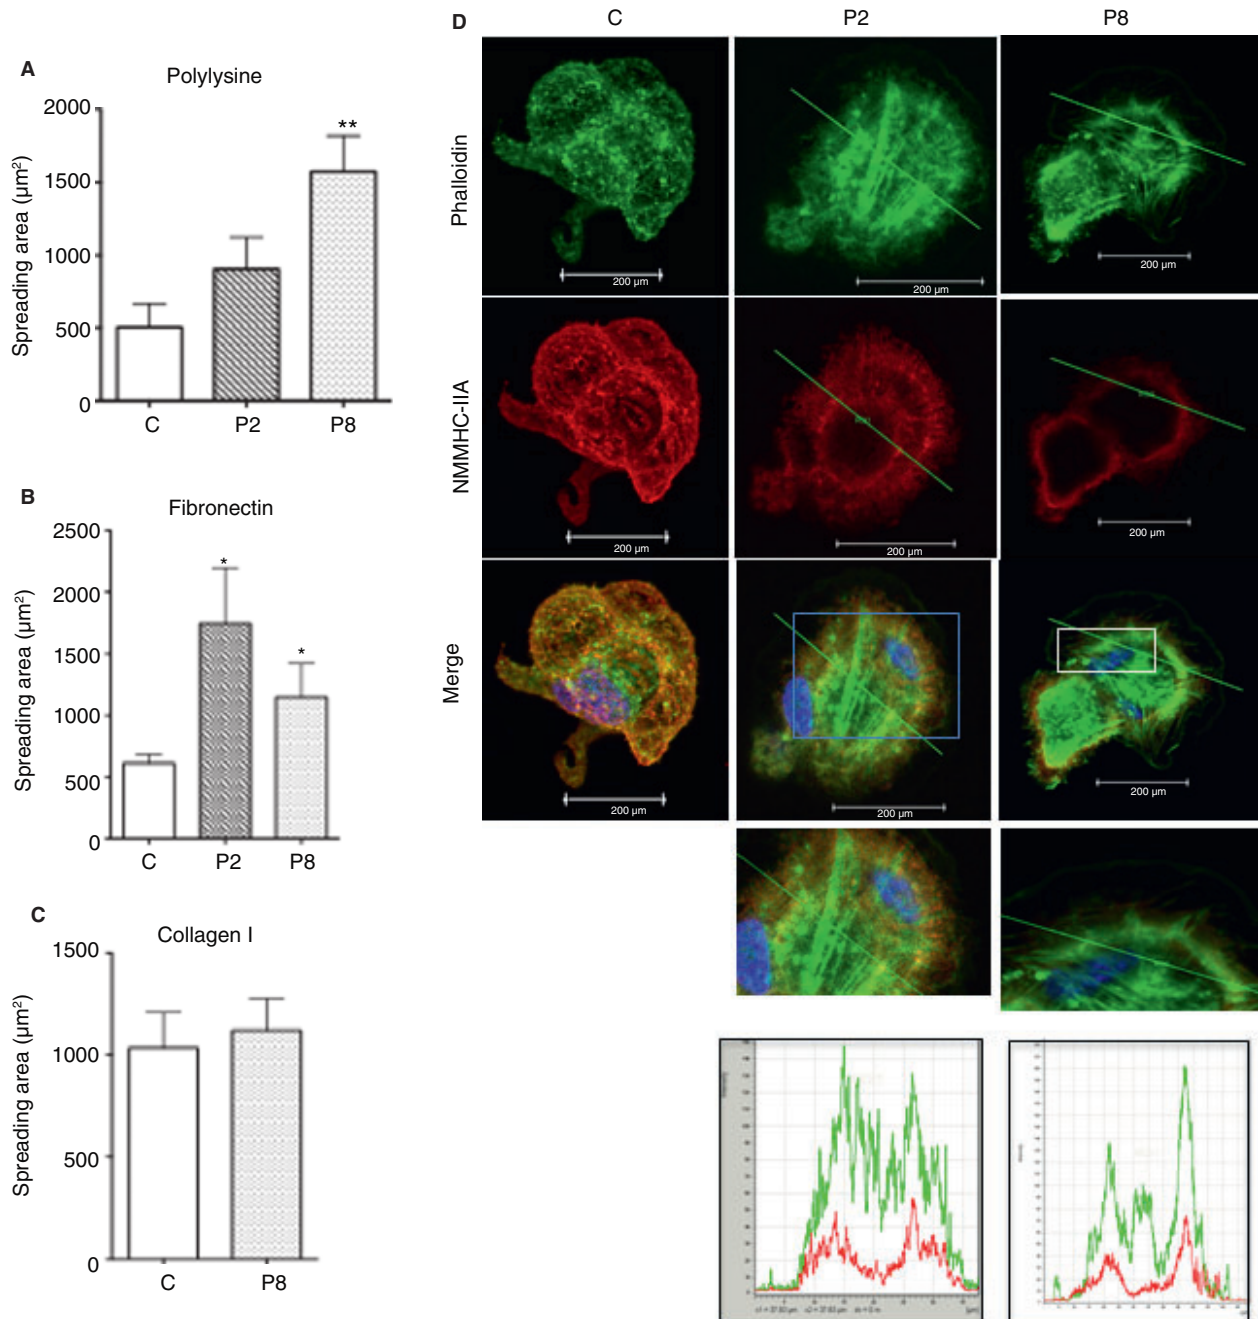 A
Polylysine
Spreading area (µm²)
2000
1500
1000
500
0
**
C
P2
P8
B
Fibronectin
Spreading area (µm²)
2500
2000
1500
1000
500
0
*
*
C
P2
P8
C
Collagen I
Spreading area (µm²)
1500
1000
500
0
C
P8
D
C
P2
P8
Phalloidin
200 µm
200 µm
200 µm
NMMHC-IIA
200 µm
200 µm
200 µm
Merge
200 µm
200 µm
200 µm